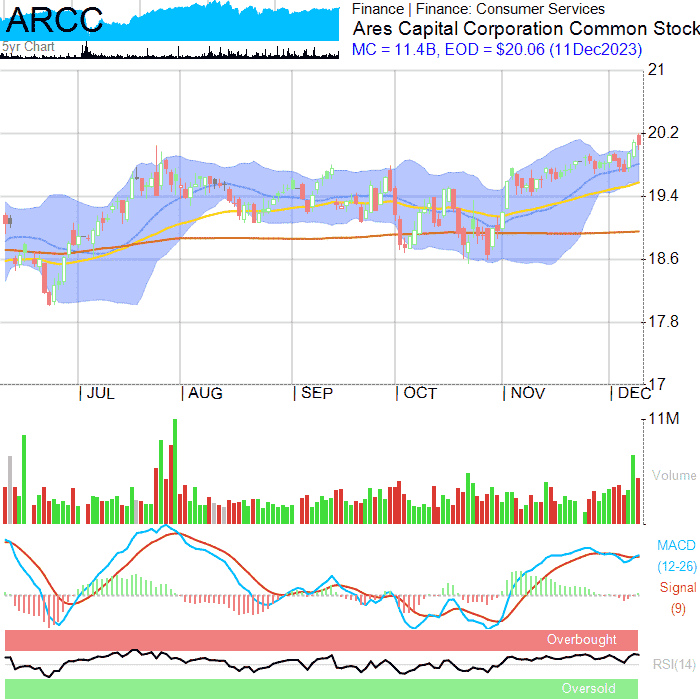 ARCC
5yr Chart
Finance | Finance: Consumer Services
Ares Capital Corporation Common Stock
MC = 11.4B, EOD = $20.06 (11Dec2023)
21
20.2
19.4
18.6
17.8
17
| JUL | AUG | SEP | OCT | NOV | DEC
11M
Volume
MACD
(12-26)
Signal
(9)
Overbought
RSI(14)
Oversold